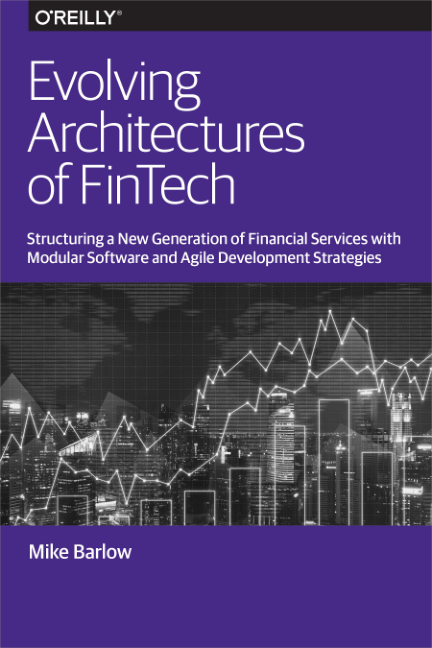 O'REILLY®
Evolving
Architectures
of FinTech
Structuring a New Generation of Financial Services with
Modular Software and Agile Development Strategies
Mike Barlow